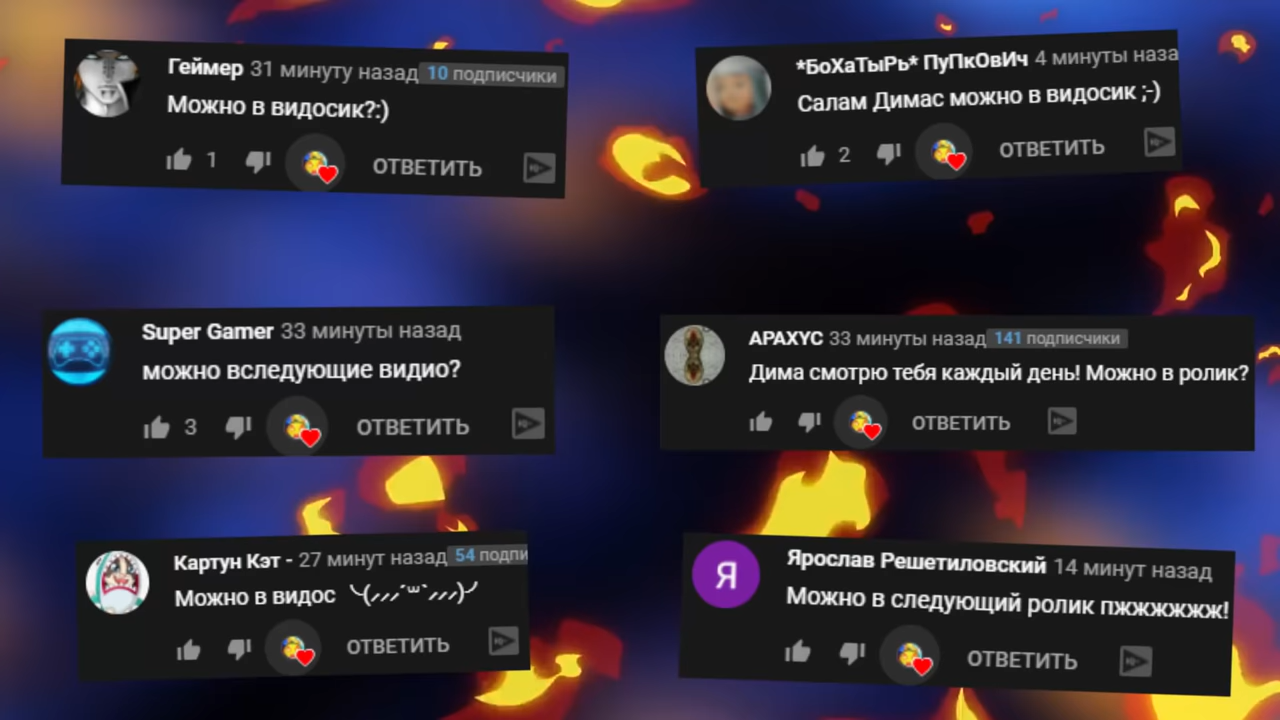 Геймер 31 минуту назад 10 подписчики
Можно в видосик?:)
1 ОТВЕТИТЬ
*БоХаТыРь* ПуПкОвИч 4 минуты наза
Салам Димас можно в видосик ;-)
2 ОТВЕТИТЬ
Super Gamer 33 минуты назад
можно вследующие видио?
3 ОТВЕТИТЬ
АРАХУС 33 минуты назад 141 подписчики
Дима смотрю тебя каждый день! Можно в ролик?
ОТВЕТИТЬ
Картун Кэт - 27 минут назад 54 подпи
Можно в видос ╰(⸝⸝⸝´꒳`⸝⸝⸝)╯
ОТВЕТИТЬ
Я
Ярослав Решетиловский 14 минут назад
Можно в следующий ролик пжжжжжж!
ОТВЕТИТЬ